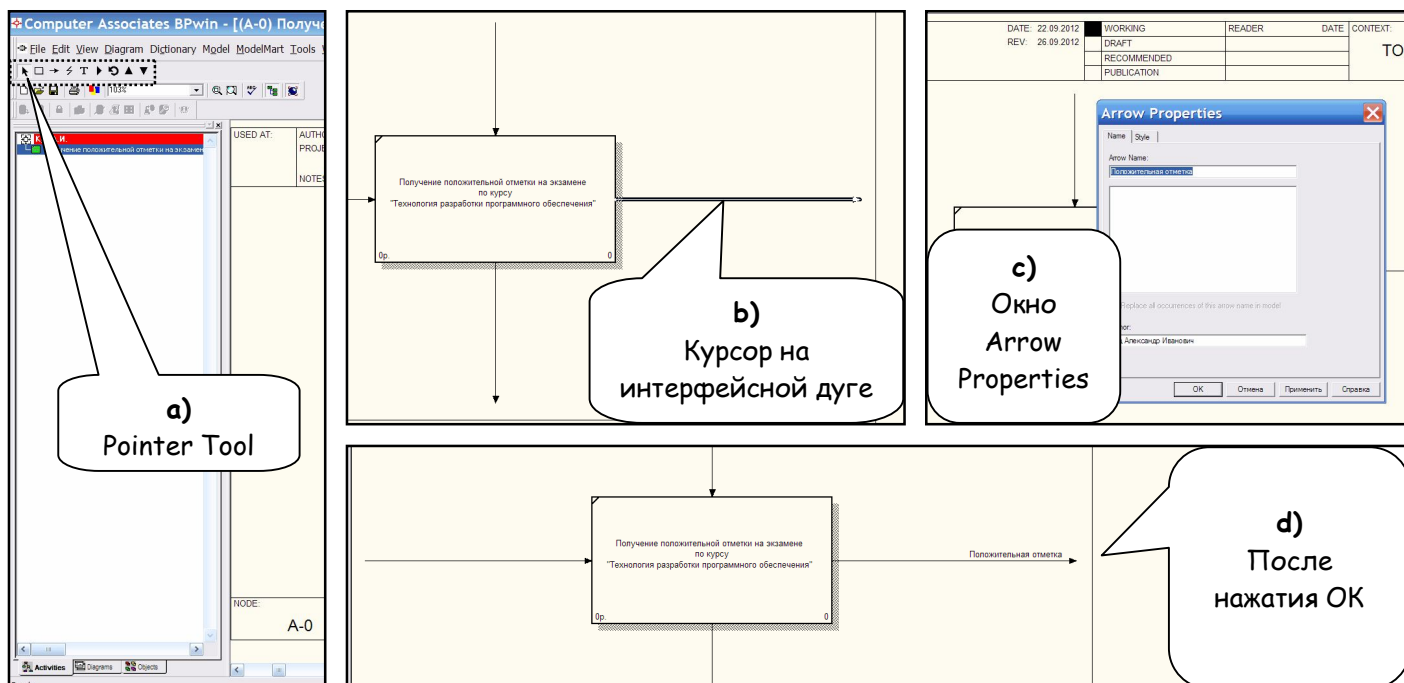 Computer Associates BPwin - [(A-0) Получе
File Edit View Diagram Dictionary Model ModelMart Tools
103%
И.
чение положительной отметки на экзамен
USED AT:
AUTHO
PROJE
NOTES
a)
Pointer Tool
NODE:
A-0
Activities Diagrams Objects
Получение положительной отметки на экзамене
по курсу
"Технология разработки программного обеспечения"
0р. 0
b)
Курсор на
интерфейсной дуге
DATE: 22.09.2012
REV: 26.09.2012
WORKING READER DATE CONTEXT:
DRAFT
RECOMMENDED
PUBLICATION
TO
Arrow Properties
Name Style
Arrow Name:
Положительная отметка
Replace all occurrences of this arrow name in model
Александр Иванович
OK Отмена Применить Справка
c)
Окно
Arrow
Properties
Получение положительной отметки на экзамене
по курсу
"Технология разработки программного обеспечения"
0р. 0
Положительная отметка
d)
После
нажатия ОК